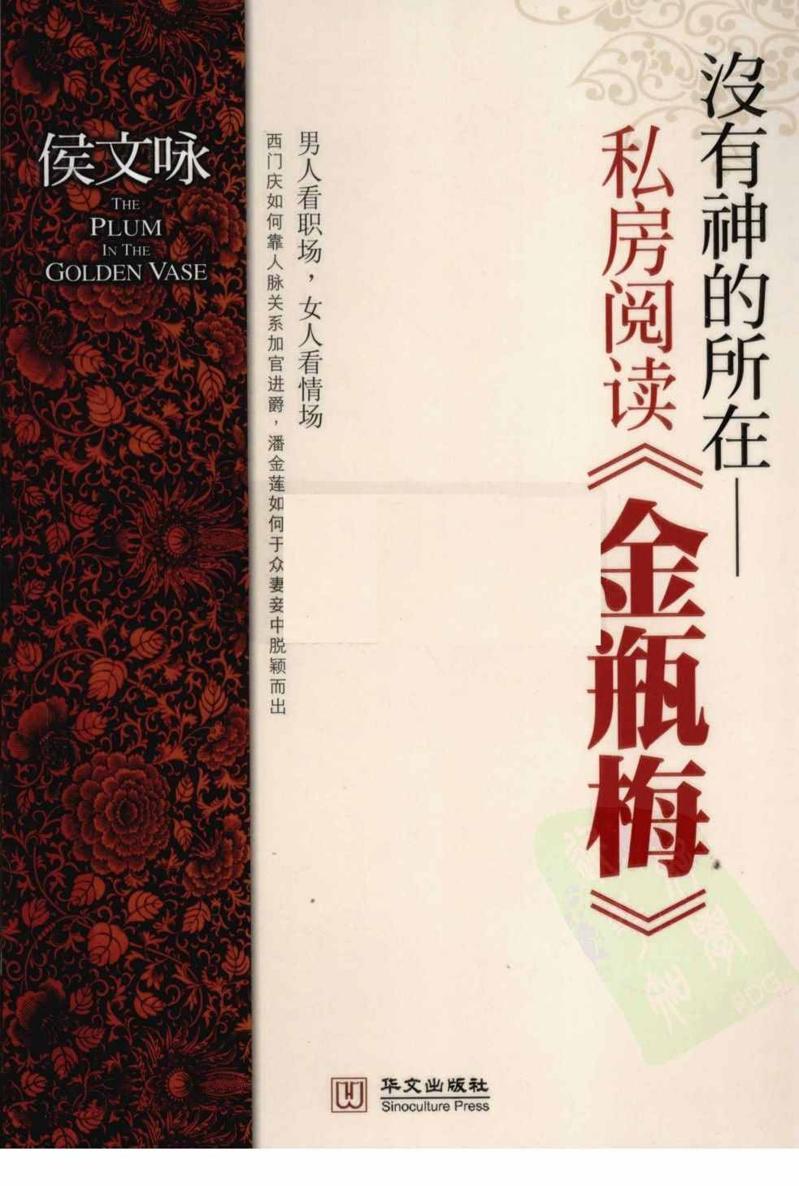 沒有神的所在——
私房阅读《金瓶梅》
男人看职场，女人看情场
西门庆如何靠人脉关系加官进爵，潘金莲如何于众妻妾中脱颖而出
侯文咏
THE
PLUM
IN THE
GOLDEN VASE
华文出版社
Sinoculture Press